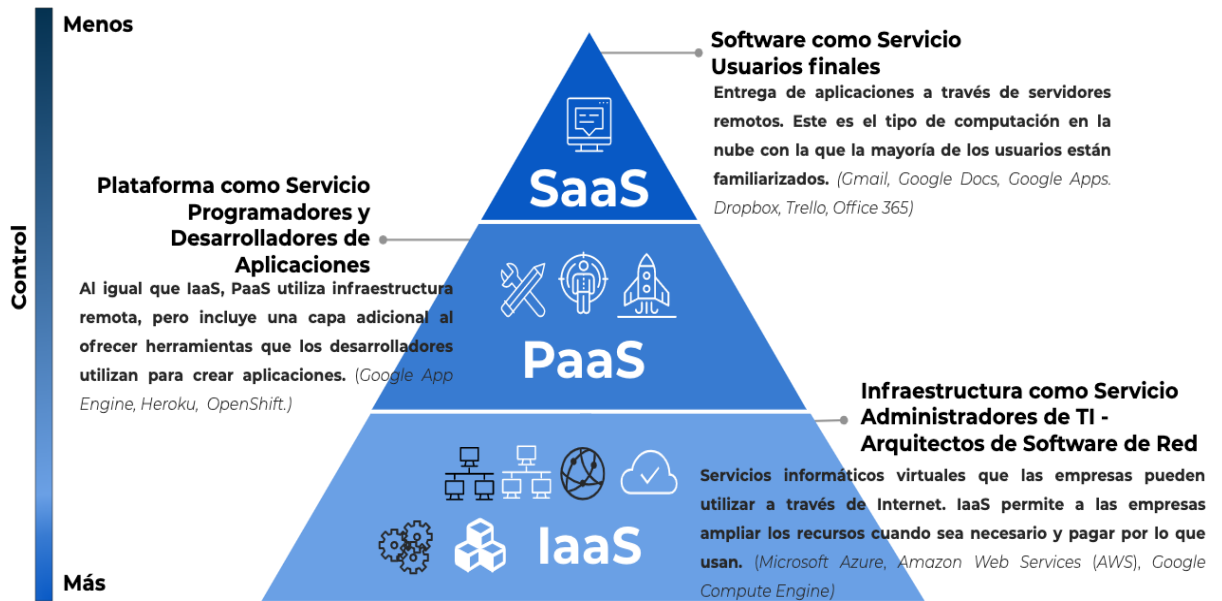 Menos
Control
Más
Software como Servicio
Usuarios finales
Entrega de aplicaciones a través de servidores
remotos. Este es el tipo de computación en la
nube con la que la mayoría de los usuarios están
familiarizados. (Gmail, Google Docs, Google Apps.
Dropbox, Trello, Office 365)
SaaS
Plataforma como Servicio
Programadores y
Desarrolladores de
Aplicaciones
Al igual que IaaS, PaaS utiliza infraestructura
remota, pero incluye una capa adicional al
ofrecer herramientas que los desarrolladores
utilizan para crear aplicaciones. (Google App
Engine, Heroku, OpenShift.)
PaaS
Infraestructura como Servicio
Administradores de TI -
Arquitectos de Software de Red
Servicios informáticos virtuales que las empresas pueden
utilizar a través de Internet. IaaS permite a las empresas
ampliar los recursos cuando sea necesario y pagar por lo que
usan. (Microsoft Azure, Amazon Web Services (AWS), Google
Compute Engine)
IaaS